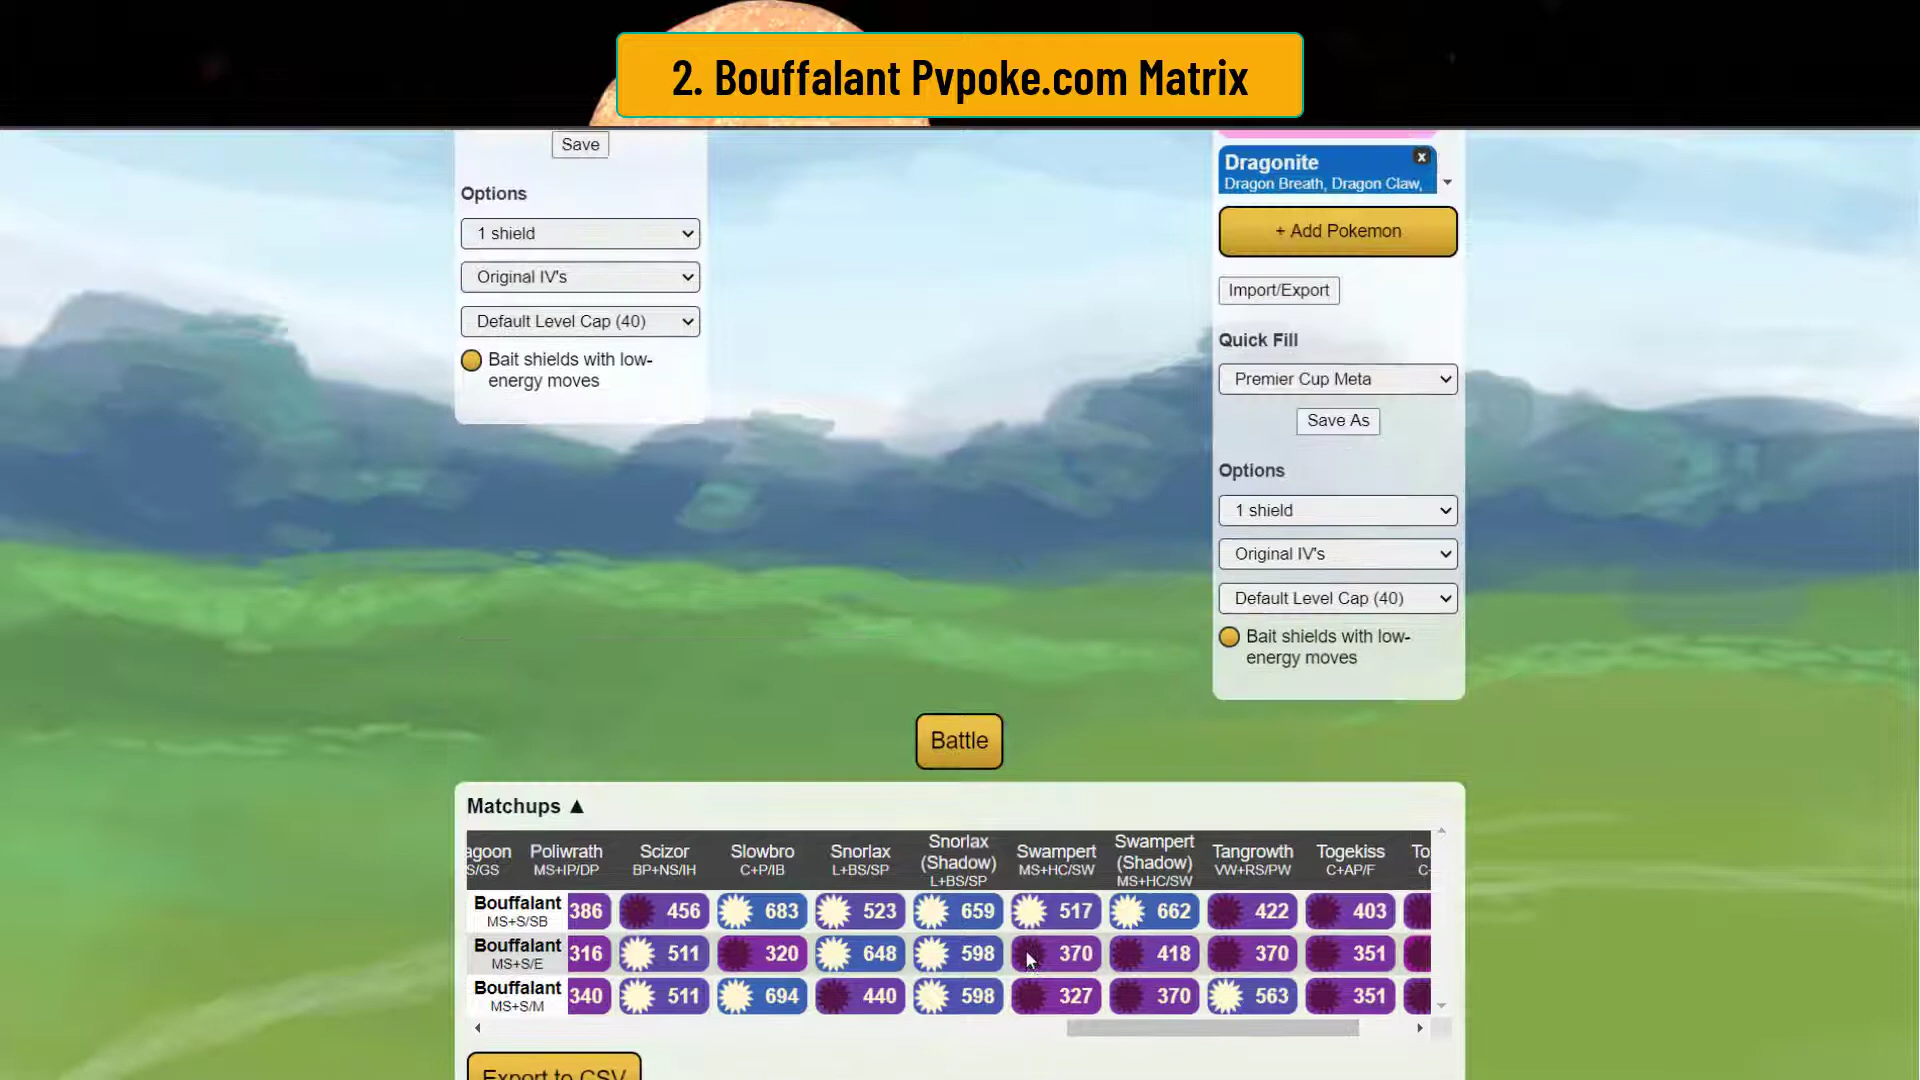 2. Bouffalant Pvpoke.com Matrix
Save
Options
1 shield
Original IV's
Default Level Cap (40)
Bait shields with low-
energy moves
Dragonite
x
Dragon Breath, Dragon Claw,
+ Add Pokemon
Import/Export
Quick Fill
Premier Cup Meta
Save As
Options
1 shield
Original IV's
Default Level Cap (40)
Bait shields with low-
energy moves
Battle
Matchups ▲
agoon Poliwrath Scizor Slowbro Snorlax Snorlax (Shadow) Swampert Swampert (Shadow) Tangrowth Togekiss To
S/GS MS+IP/DP BP+NS/IH C+P/IB L+BS/SP L+BS/SP MS+HC/SW MS+HC/SW VW+RS/PW C+AP/F C-
Bouffalant 386 456 683 523 659 517 662 422 403
MS+S/SB
Bouffalant 316 511 320 648 598 370 418 370 351
MS+S/E
Bouffalant 340 511 694 440 598 327 370 563 351
MS+S/M
Export to CSV